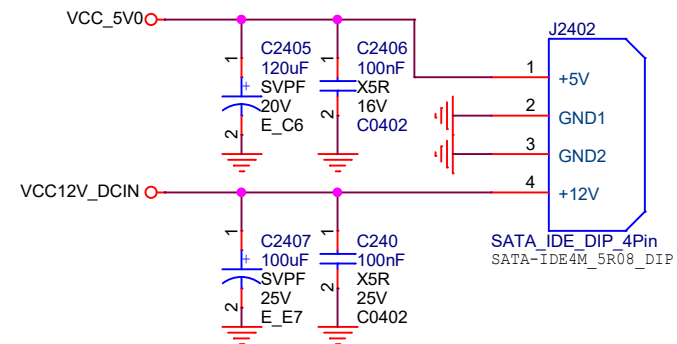 VCC_5V0
C2405
120uF
SVPF
20V
E_C6
1
2
+
C2406
100nF
X5R
16V
C0402
1
2
J2402
1
+5V
2
GND1
3
GND2
4
+12V
SATA_IDE_DIP_4Pin
SATA-IDE4M_5R08_DIP
VCC12V_DCIN
C2407
100uF
SVPF
25V
E_E7
1
2
+
C240
100nF
X5R
25V
C0402
1
2